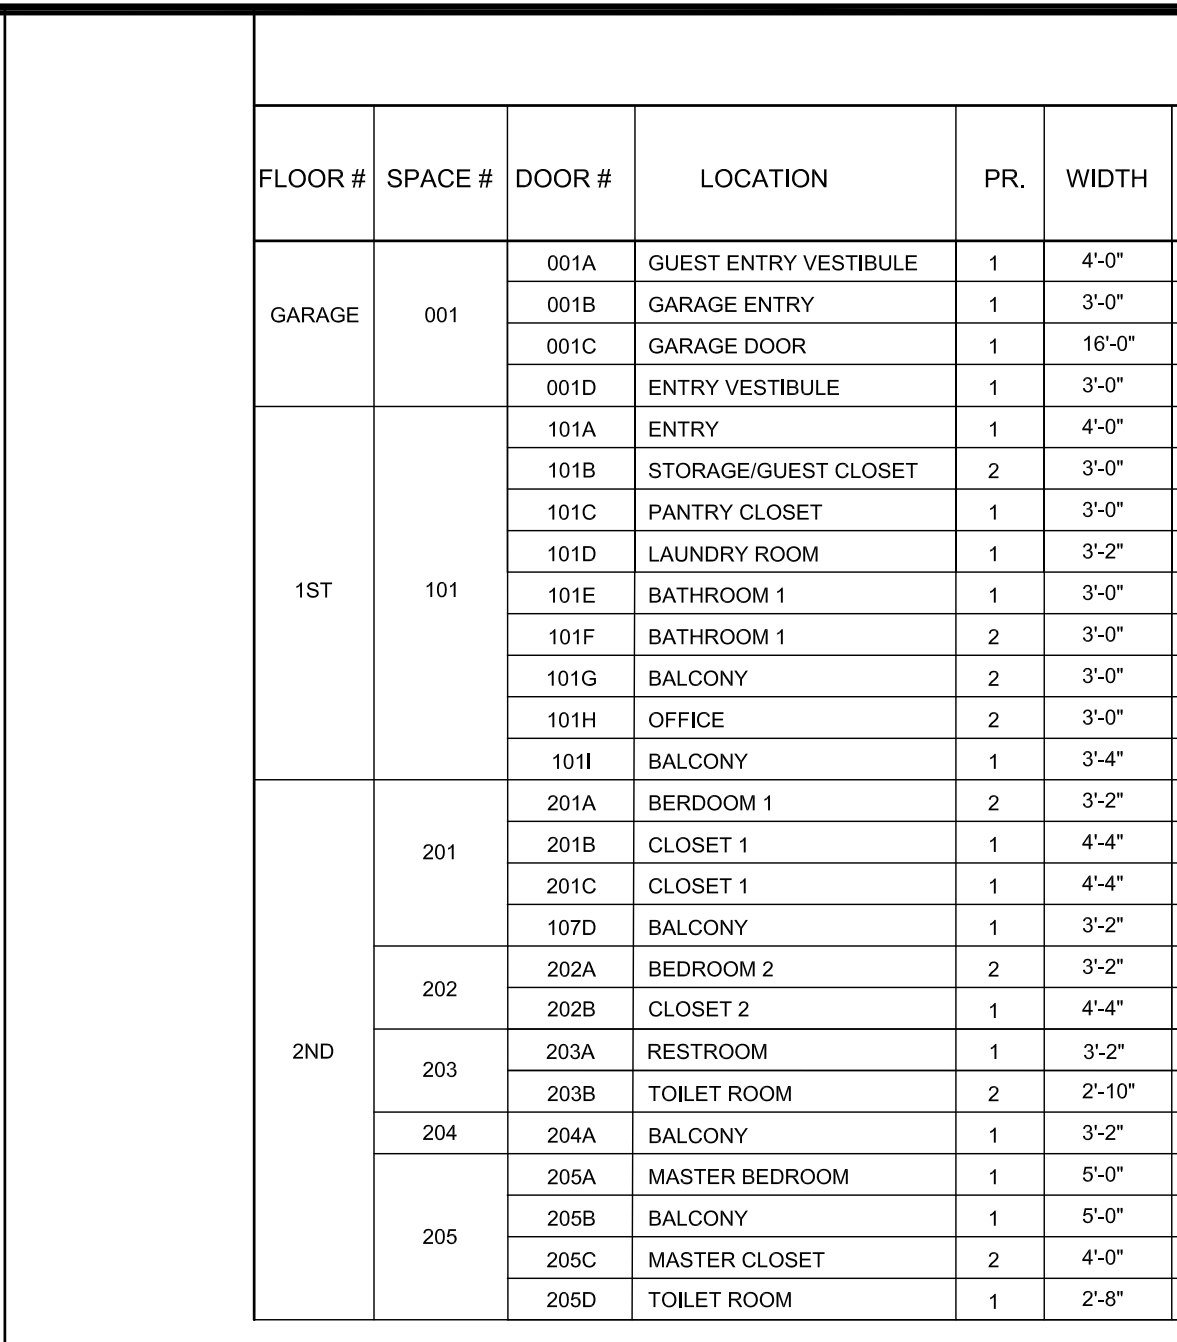 FLOOR # SPACE # DOOR # LOCATION PR. WIDTH
001A GUEST ENTRY VESTIBULE 1 4'-0"
001B GARAGE ENTRY 1 3'-0"
GARAGE 001
001C GARAGE DOOR 1 16'-0"
001D ENTRY VESTIBULE 1 3'-0"
101A ENTRY 1 4'-0"
101B STORAGE/GUEST CLOSET 2 3'-0"
101C PANTRY CLOSET 1 3'-0"
101D LAUNDRY ROOM 1 3'-2"
1ST 101 101E BATHROOM 1 1 3'-0"
101F BATHROOM 1 2 3'-0"
101G BALCONY 2 3'-0"
101H OFFICE 2 3'-0"
101I BALCONY 1 3'-4"
201A BERDOOM 1 2 3'-2"
201B CLOSET 1 1 4'-4"
201
201C CLOSET 1 1 4'-4"
107D BALCONY 1 3'-2"
202A BEDROOM 2 2 3'-2"
202
202B CLOSET 2 1 4'-4"
2ND 203A RESTROOM 1 3'-2"
203
203B TOILET ROOM 2 2'-10"
204 204A BALCONY 1 3'-2"
205A MASTER BEDROOM 1 5'-0"
205B BALCONY 1 5'-0"
205
205C MASTER CLOSET 2 4'-0"
205D TOILET ROOM 1 2'-8"